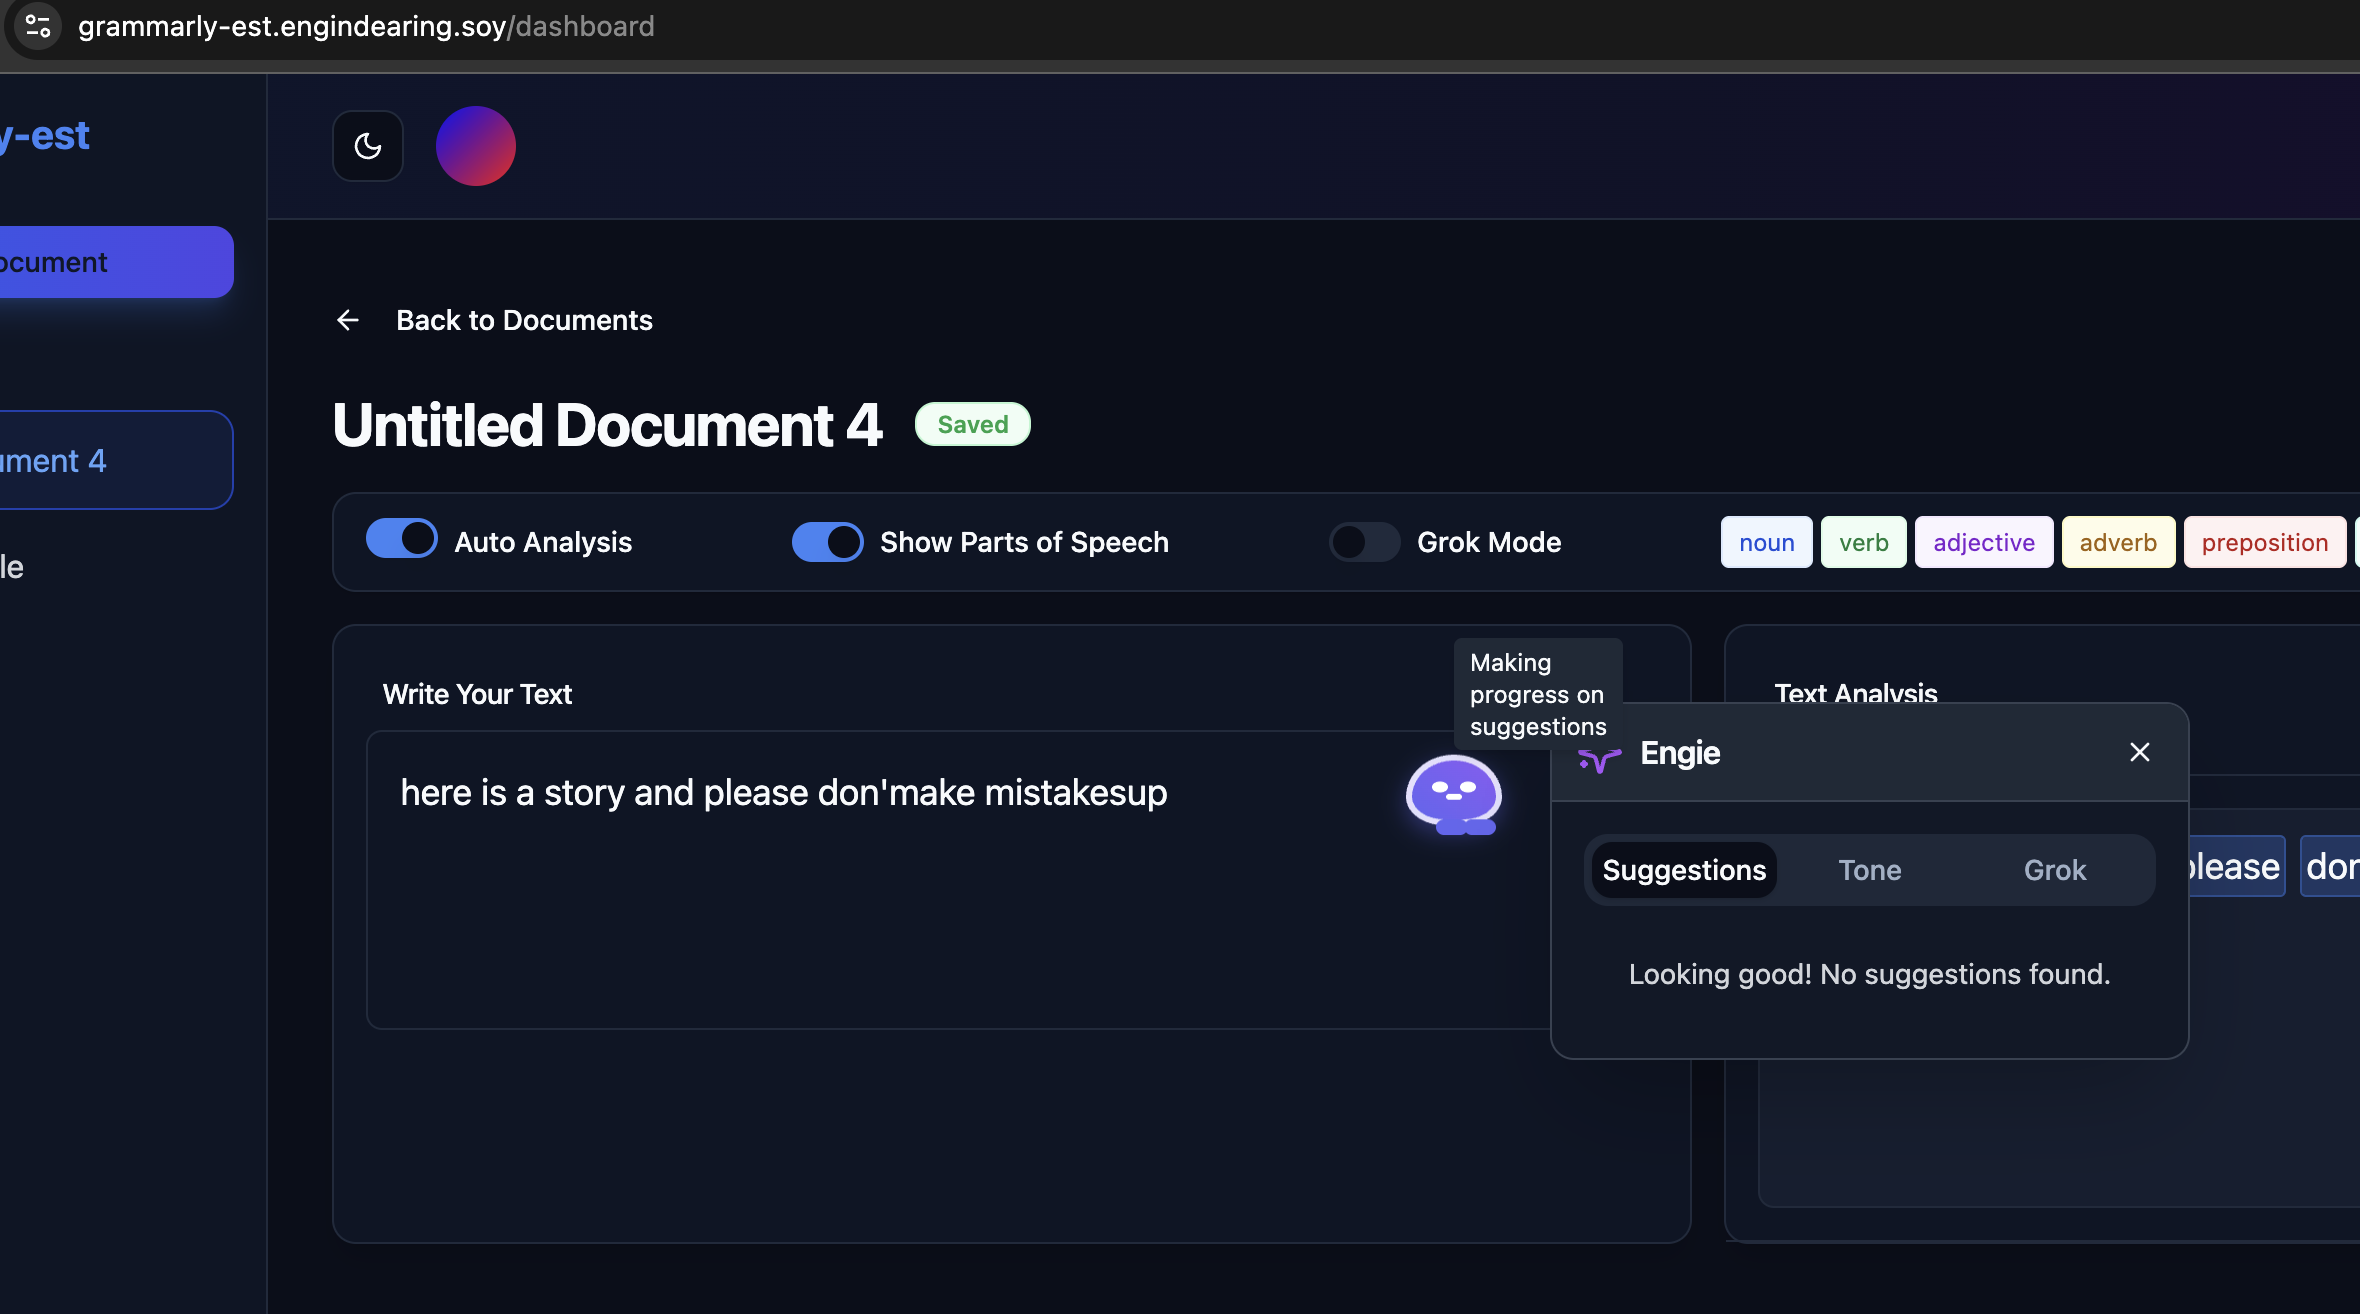 grammarly-est.engindearing.soy/dashboard
y-est
ocument
ument 4
le
Back to Documents
Untitled Document 4 Saved
Auto Analysis Show Parts of Speech Grok Mode noun verb adjective adverb preposition
Write Your Text
here is a story and please don'make mistakesup
Making
progress on
suggestions
Text Analysis
please don
Engie
Suggestions Tone Grok
Looking good! No suggestions found.